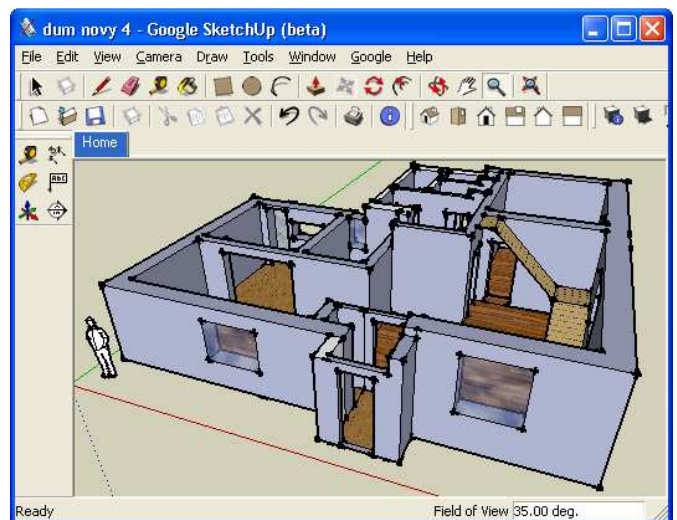 dum novy 4 - Google SketchUp (beta)
File Edit View Camera Draw Tools Window Google Help
Home
ABC
Ready Field of View 35.00 deg.